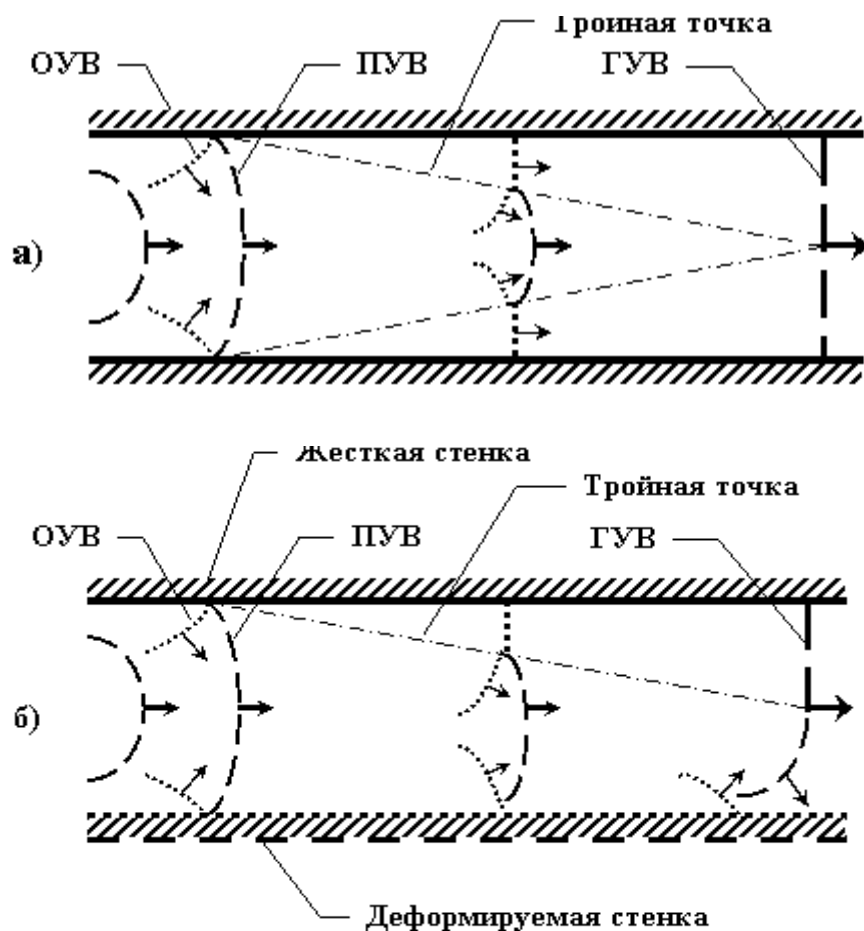 Тройная точка
ОУВ ПУВ ГУВ
а)
Жесткая стенка
Тройная точка
ОУВ ПУВ ГУВ
б)
Деформируемая стенка